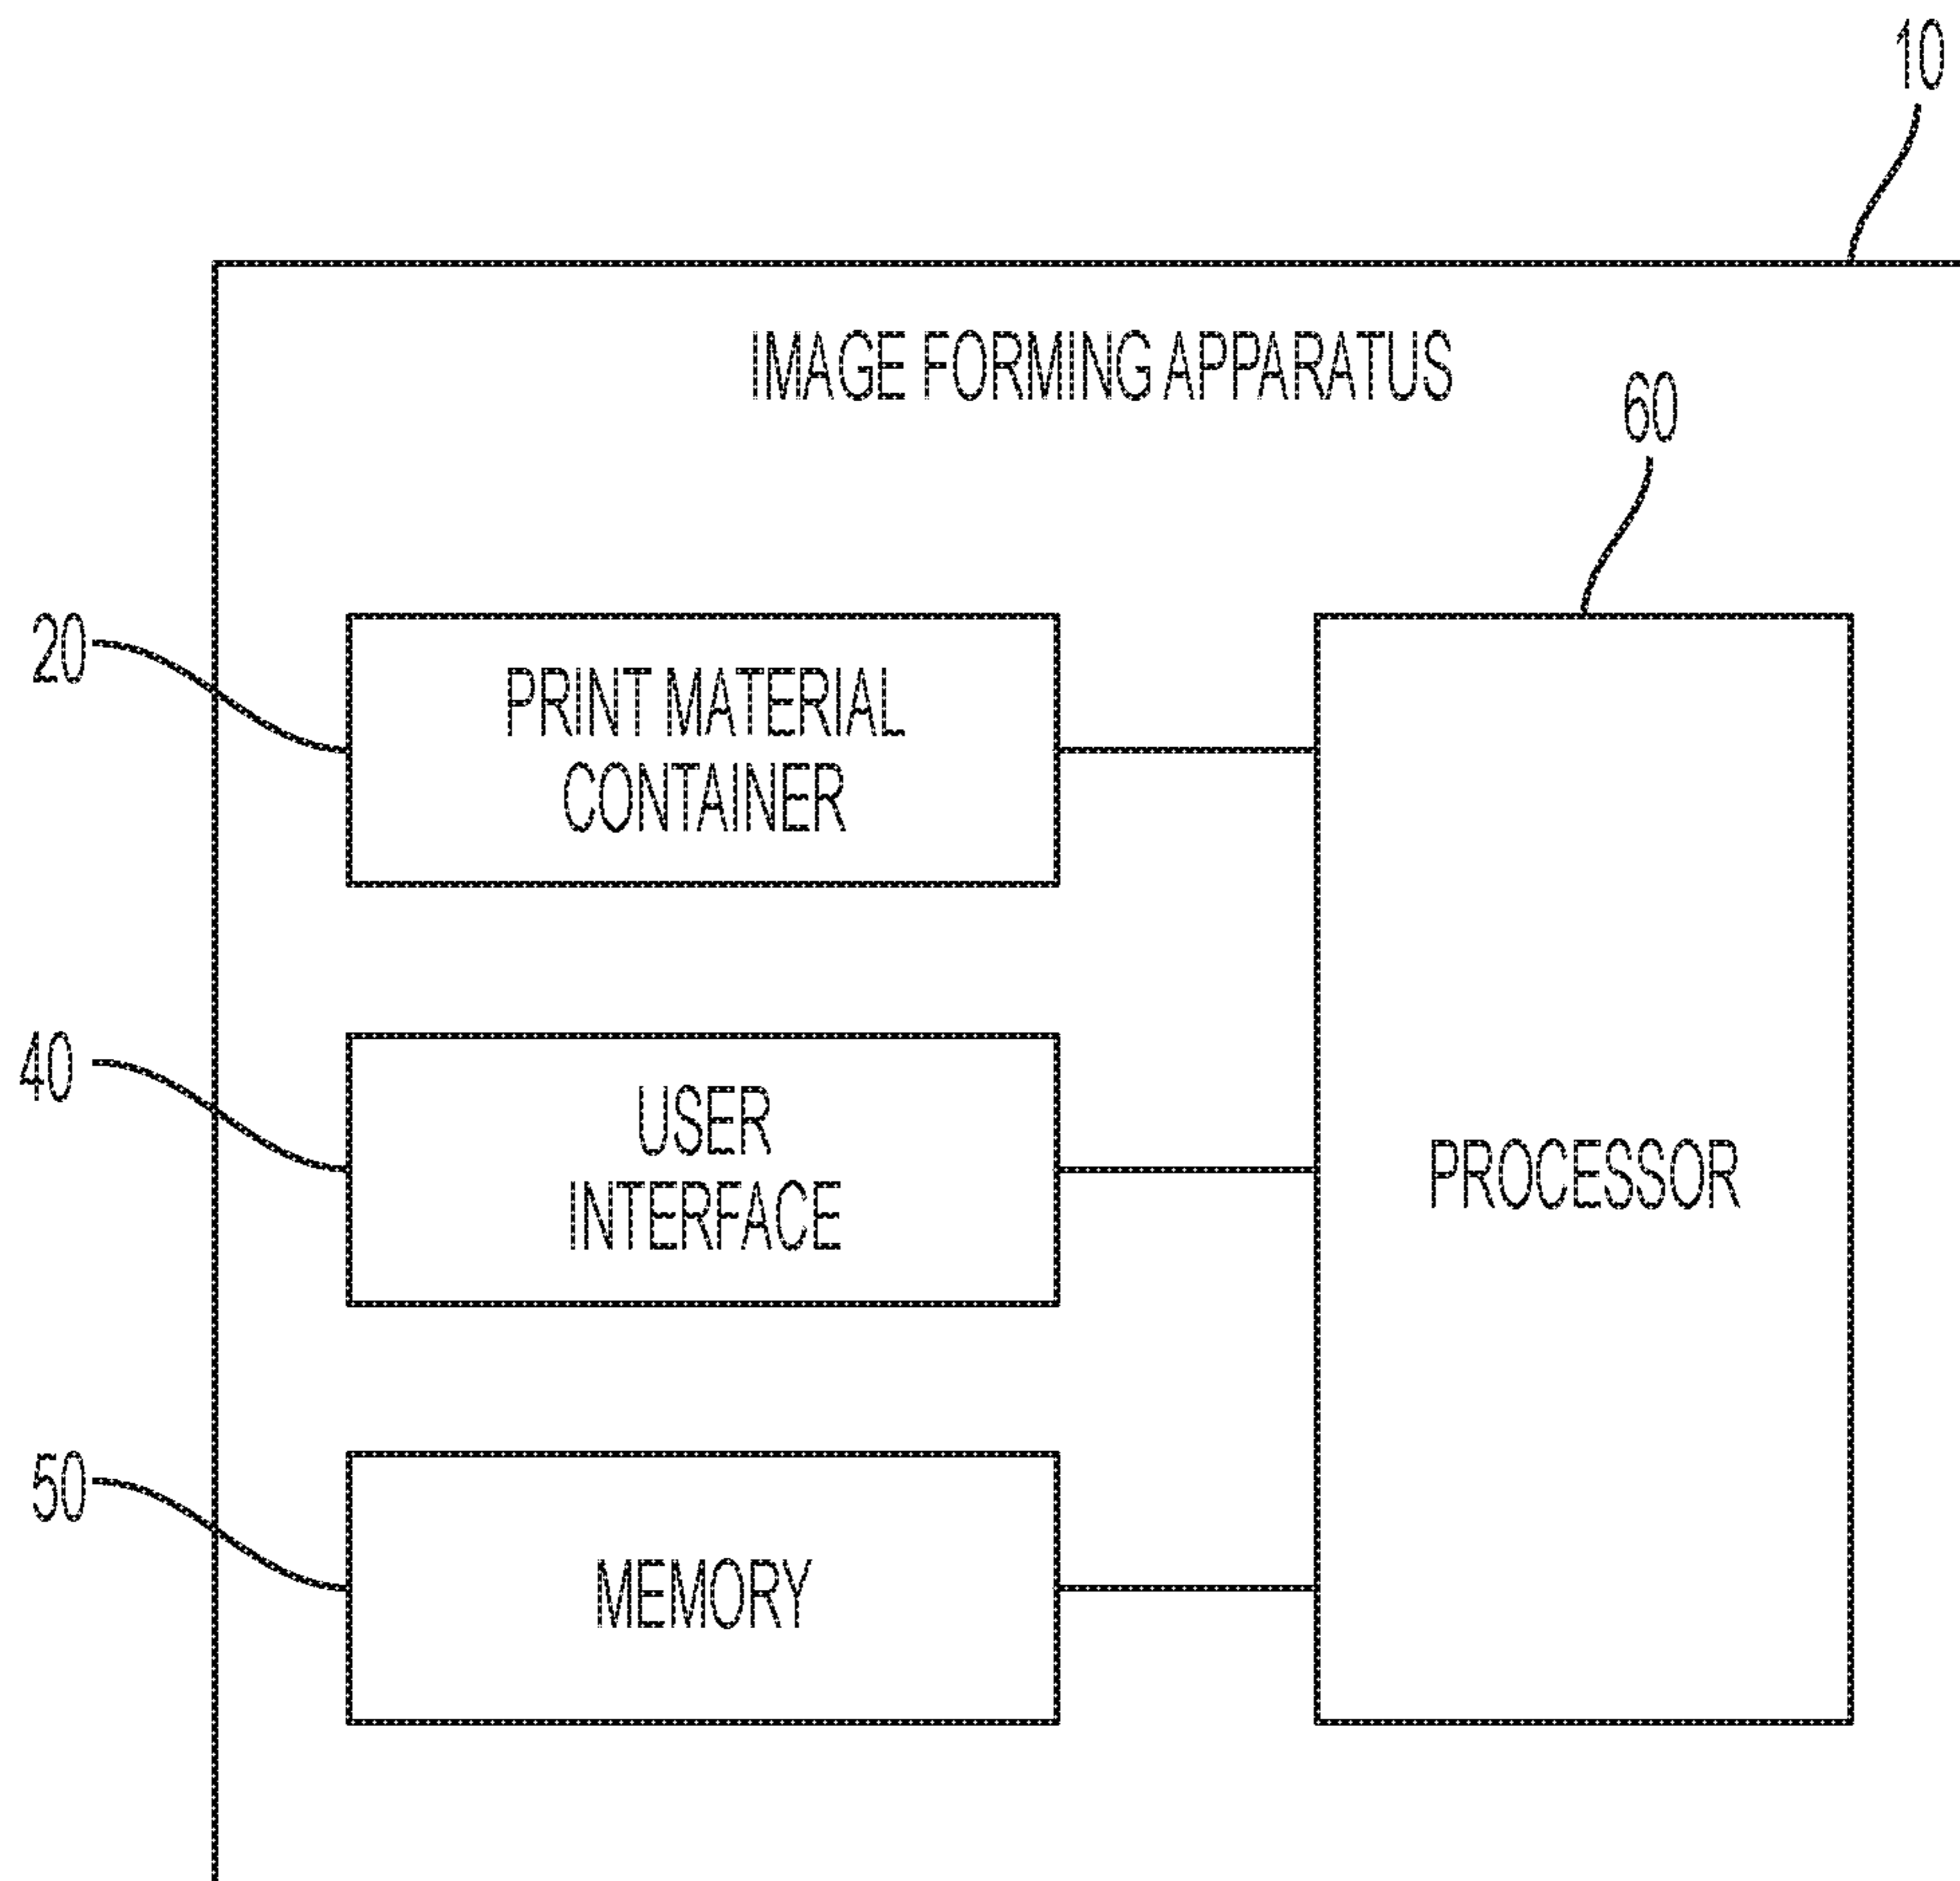 10
IMAGE FORMING APPARATUS
60
20
PRINT MATERIAL
CONTAINER
40
USER
INTERFACE
PROCESSOR
50
MEMORY